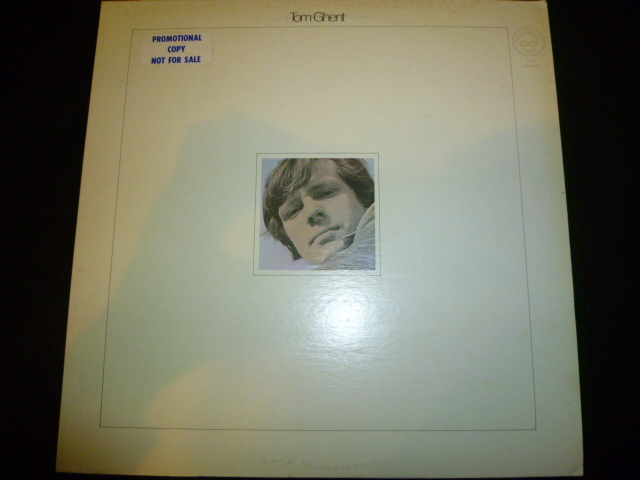 Tom Ghent
PROMOTIONAL
COPY
NOT FOR SALE